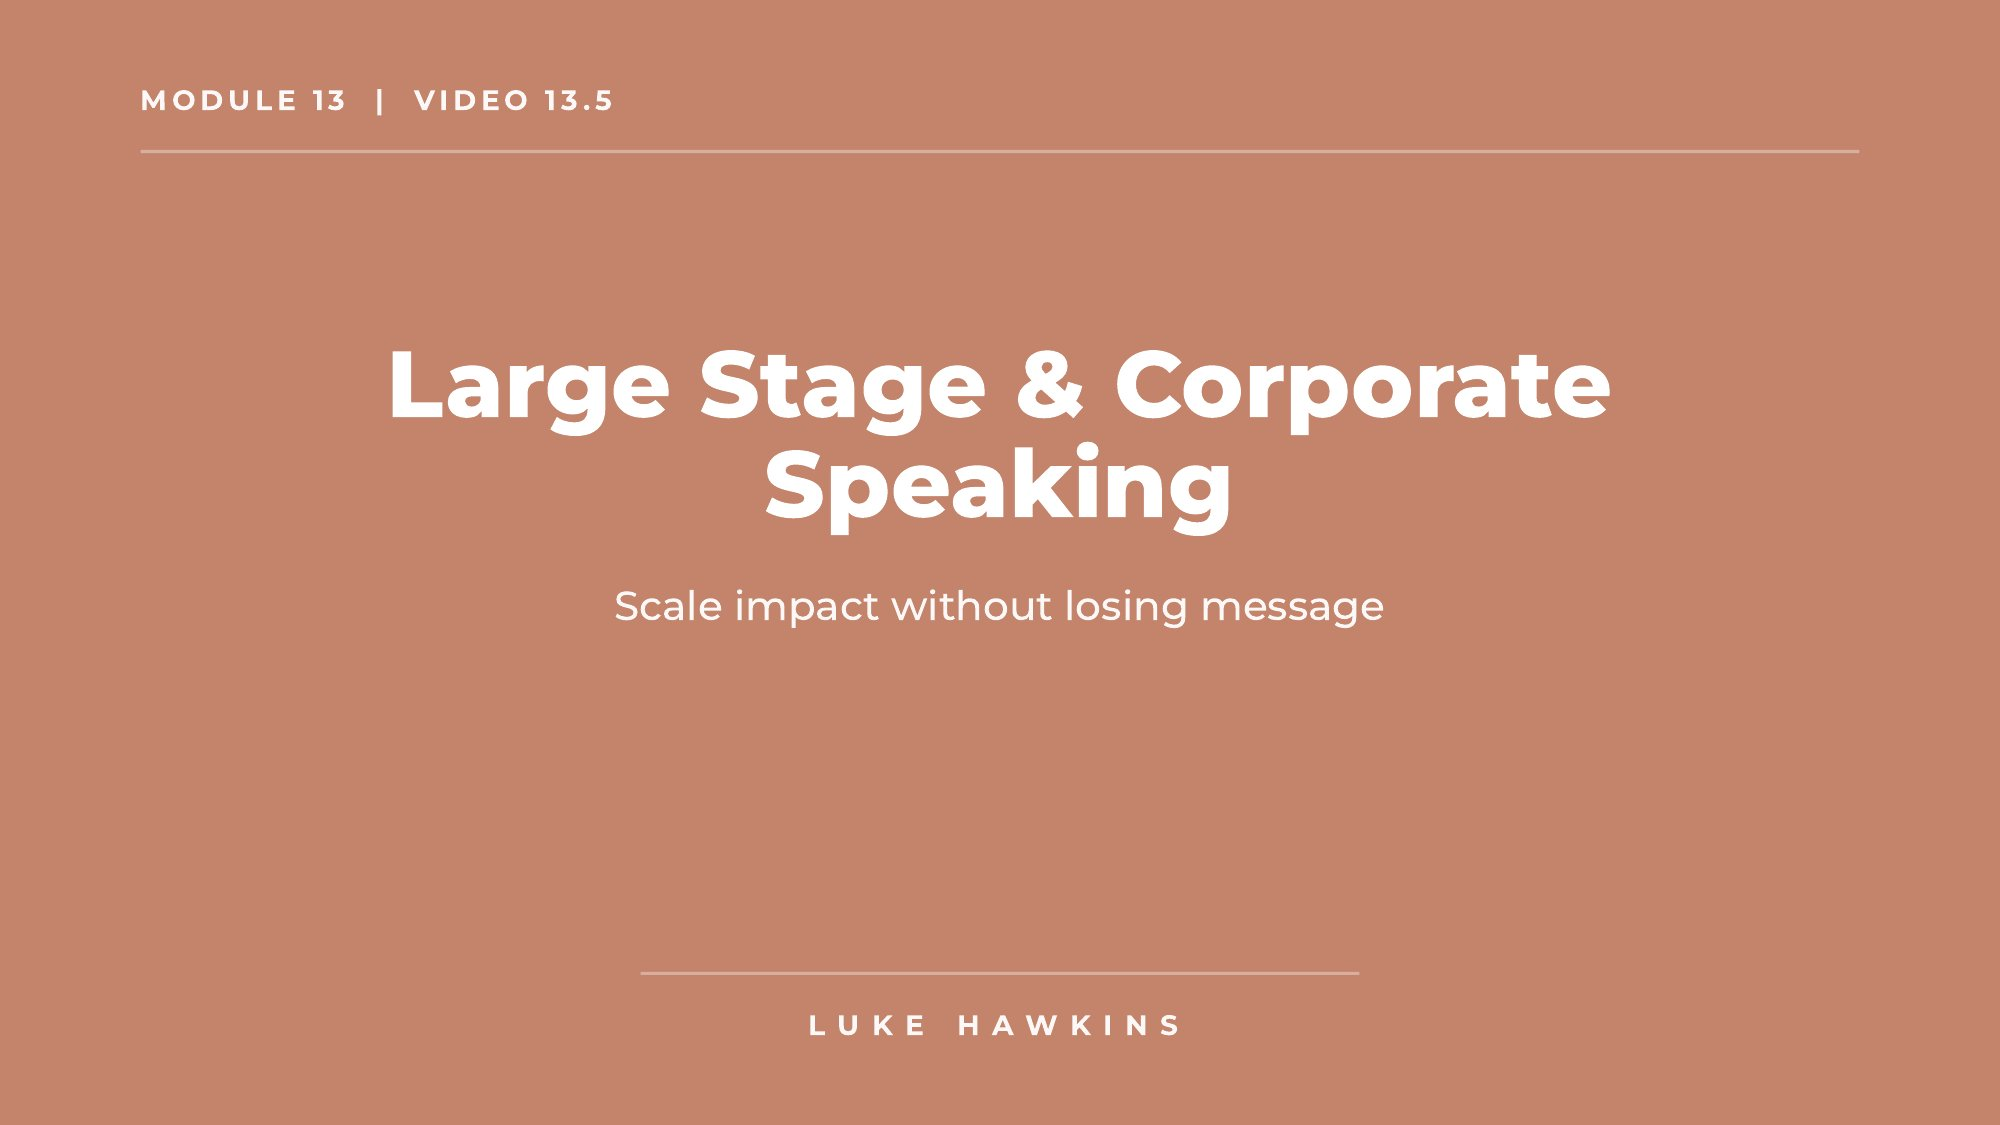 MODULE 13 | VIDEO 13.5
Large Stage & Corporate
Speaking
Scale impact without losing message
LUKE HAWKINS